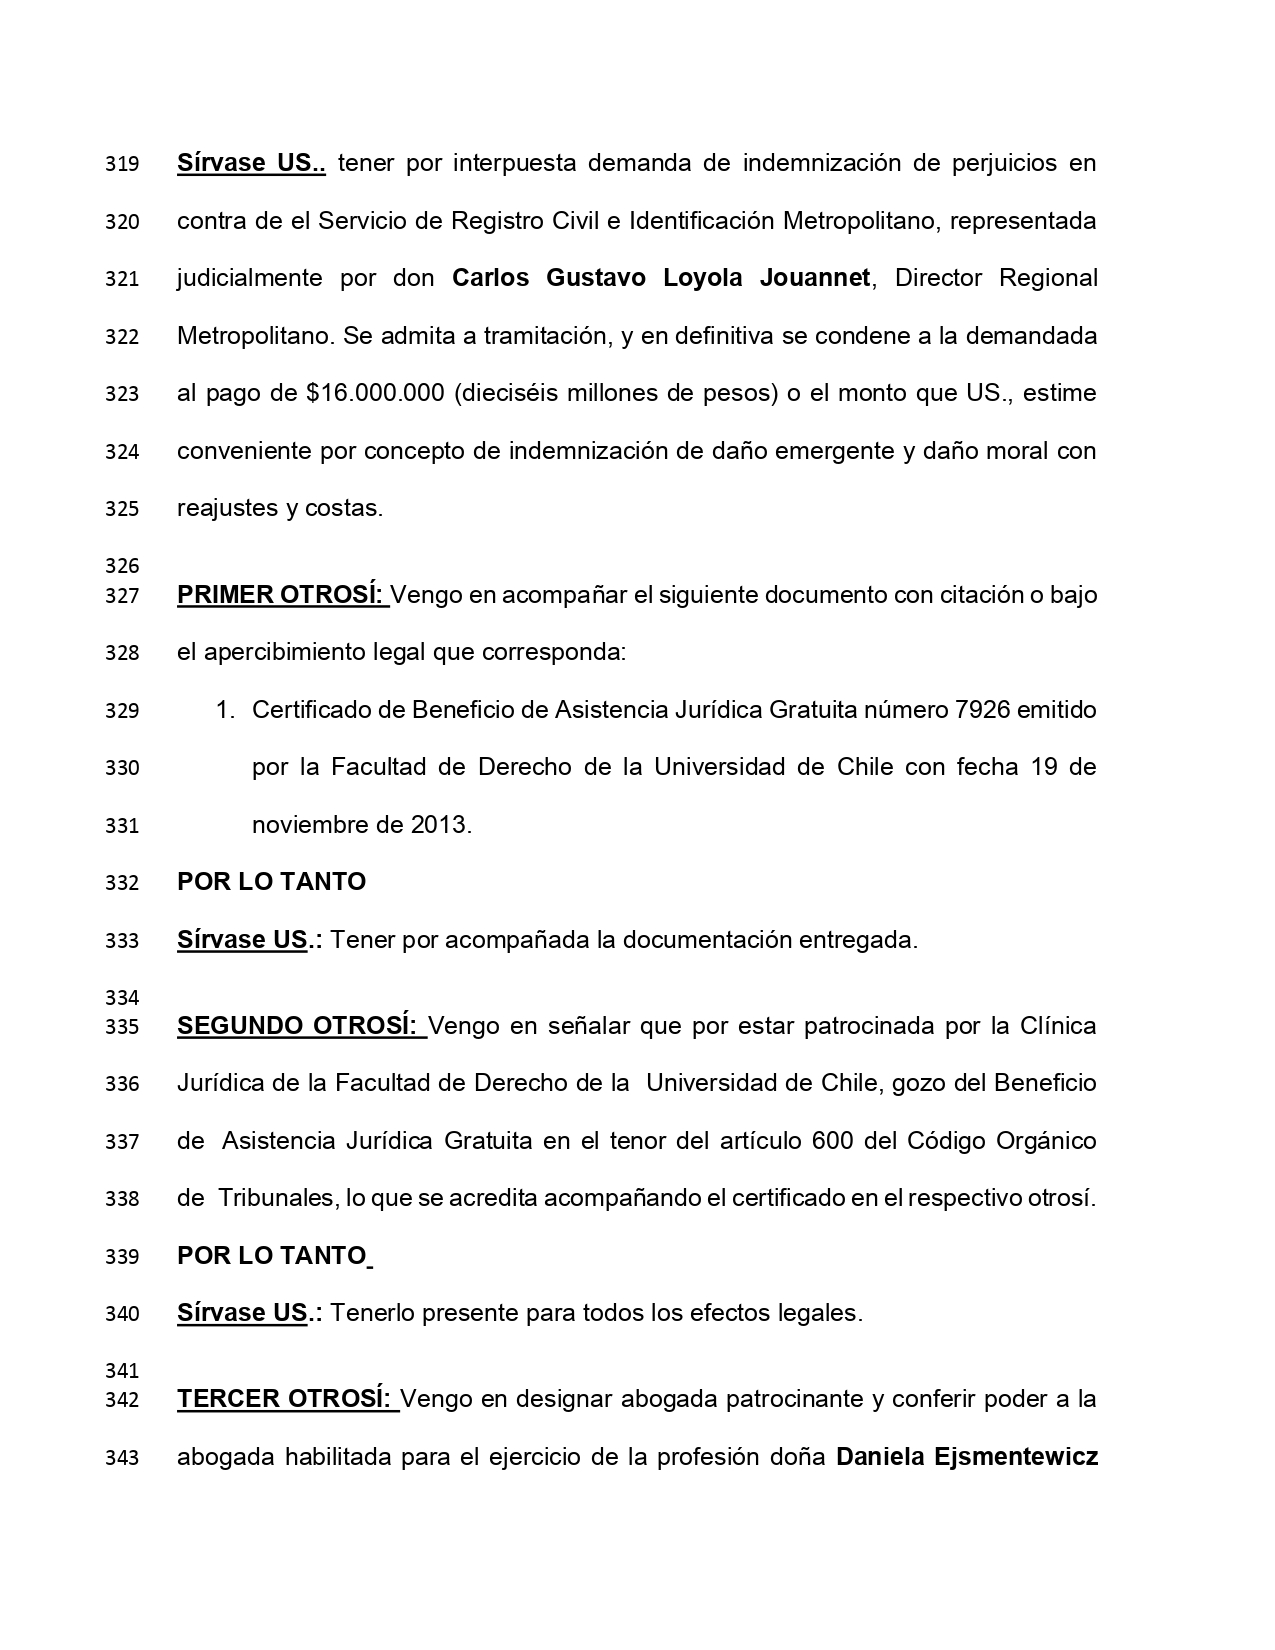 319 Sírvase US.. tener por interpuesta demanda de indemnización de perjuicios en
320 contra de el Servicio de Registro Civil e Identificación Metropolitano, representada
321 judicialmente por don Carlos Gustavo Loyola Jouannet, Director Regional
322 Metropolitano. Se admita a tramitación, y en definitiva se condene a la demandada
323 al pago de $16.000.000 (dieciséis millones de pesos) o el monto que US., estime
324 conveniente por concepto de indemnización de daño emergente y daño moral con
325 reajustes y costas.
326
327 PRIMER OTROSÍ: Vengo en acompañar el siguiente documento con citación o bajo
328 el apercibimiento legal que corresponda:
329 1. Certificado de Beneficio de Asistencia Jurídica Gratuita número 7926 emitido
330 por la Facultad de Derecho de la Universidad de Chile con fecha 19 de
331 noviembre de 2013.
332 POR LO TANTO
333 Sírvase US.: Tener por acompañada la documentación entregada.
334
335 SEGUNDO OTROSÍ: Vengo en señalar que por estar patrocinada por la Clínica
336 Jurídica de la Facultad de Derecho de la Universidad de Chile, gozo del Beneficio
337 de Asistencia Jurídica Gratuita en el tenor del artículo 600 del Código Orgánico
338 de Tribunales, lo que se acredita acompañando el certificado en el respectivo otrosí.
339 POR LO TANTO
340 Sírvase US.: Tenerlo presente para todos los efectos legales.
341
342 TERCER OTROSÍ: Vengo en designar abogada patrocinante y conferir poder a la
343 abogada habilitada para el ejercicio de la profesión doña Daniela Ejsmentewicz